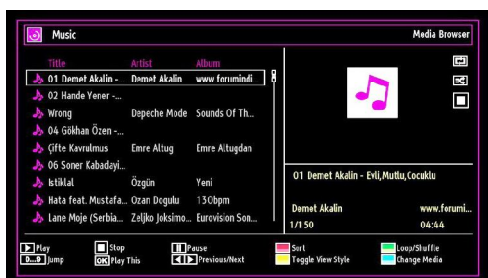 Music
Media Browser
Title Artist Album
01 Demet Akalin - Demet Akalin www forumindi
02 Hande Yener -...
Wrong Depeche Mode Sounds Of Th...
04 Gökhan Özen -...
Çifte Kavrulmus Emre Altug Emre Altugdan
06 Soner Kabadayi...
Istiklal Özgün Yeni
Hata feat. Mustafa... Ozan Dogulu 130bpm
Lane Moje (Serbia... Zeljko Joksimo... Eurovision Son...
01 Demet Akalin - Evli,Mutlu,Cocuklu
Demet Akalin www.forumi...
1/150 04:44
Play Stop Pause Sort Loop/Shuffle
0...9 Jump OK Play This Previous/Next Toggle View Style Change Media